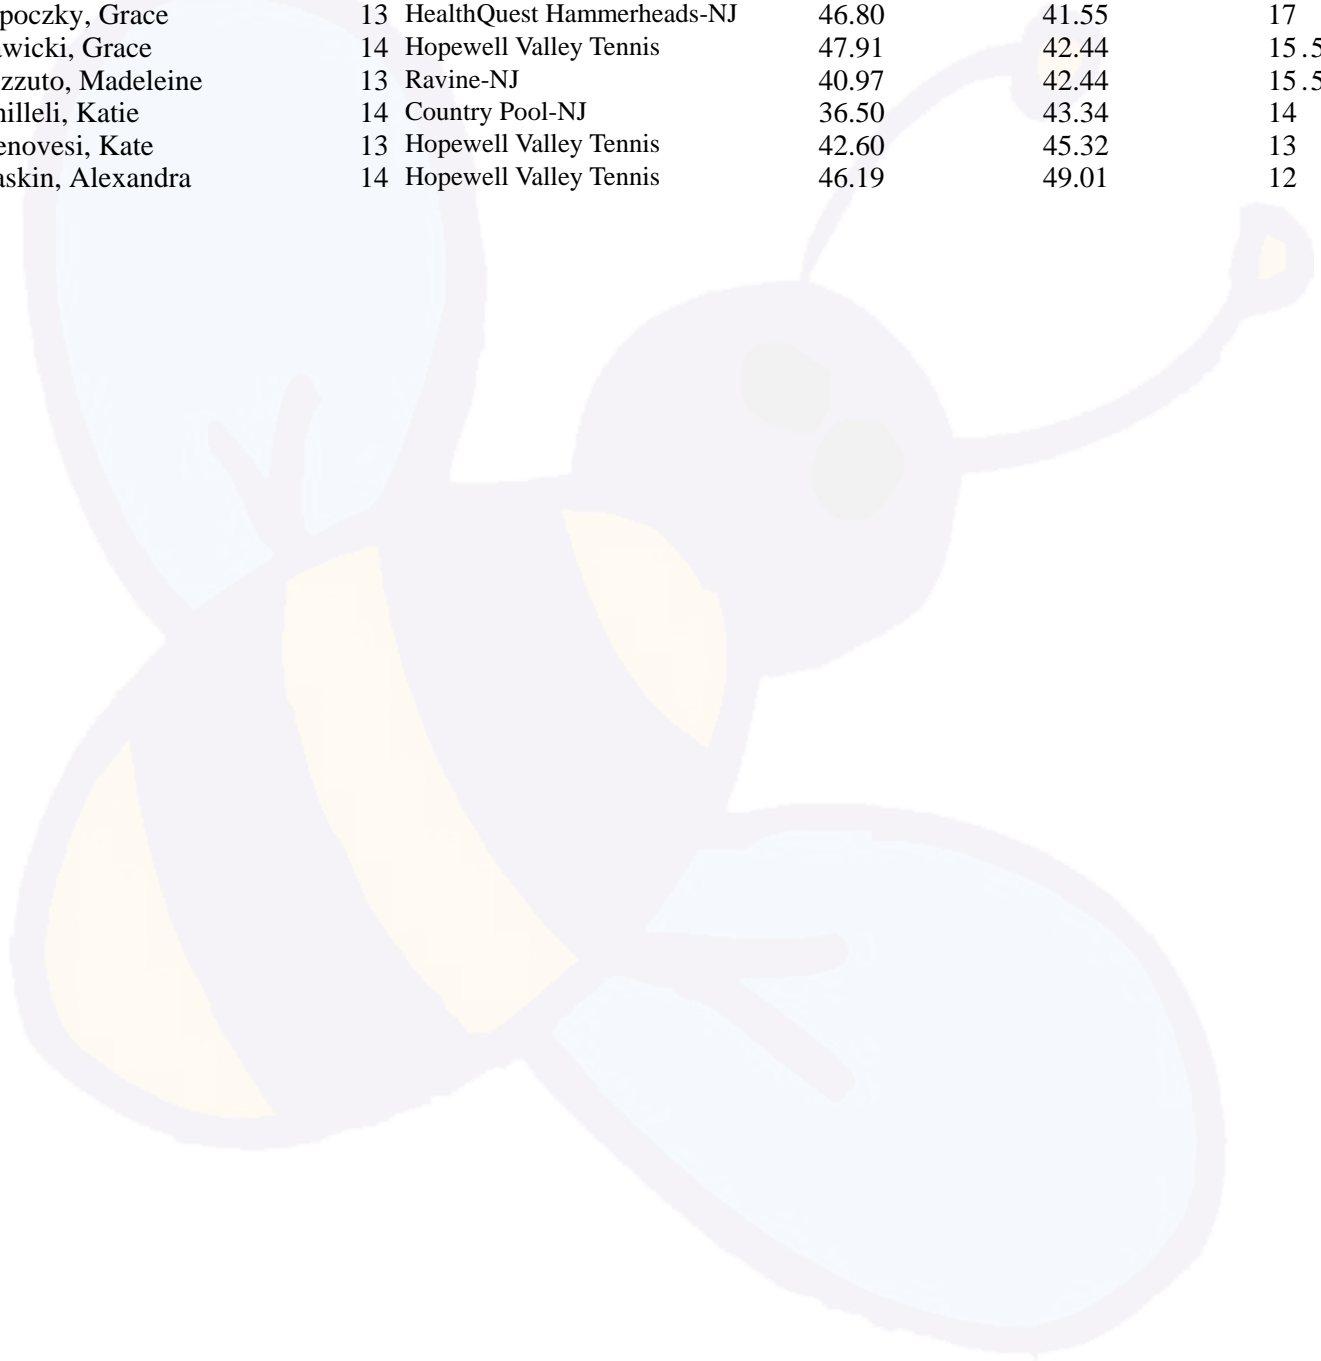 poczky, Grace 13 HealthQuest Hammerheads-NJ 46.80 41.55 17
wicki, Grace 14 Hopewell Valley Tennis 47.91 42.44 15.5
zzuto, Madeleine 13 Ravine-NJ 40.97 42.44 15.5
nilleli, Katie 14 Country Pool-NJ 36.50 43.34 14
enovesi, Kate 13 Hopewell Valley Tennis 42.60 45.32 13
askin, Alexandra 14 Hopewell Valley Tennis 46.19 49.01 12